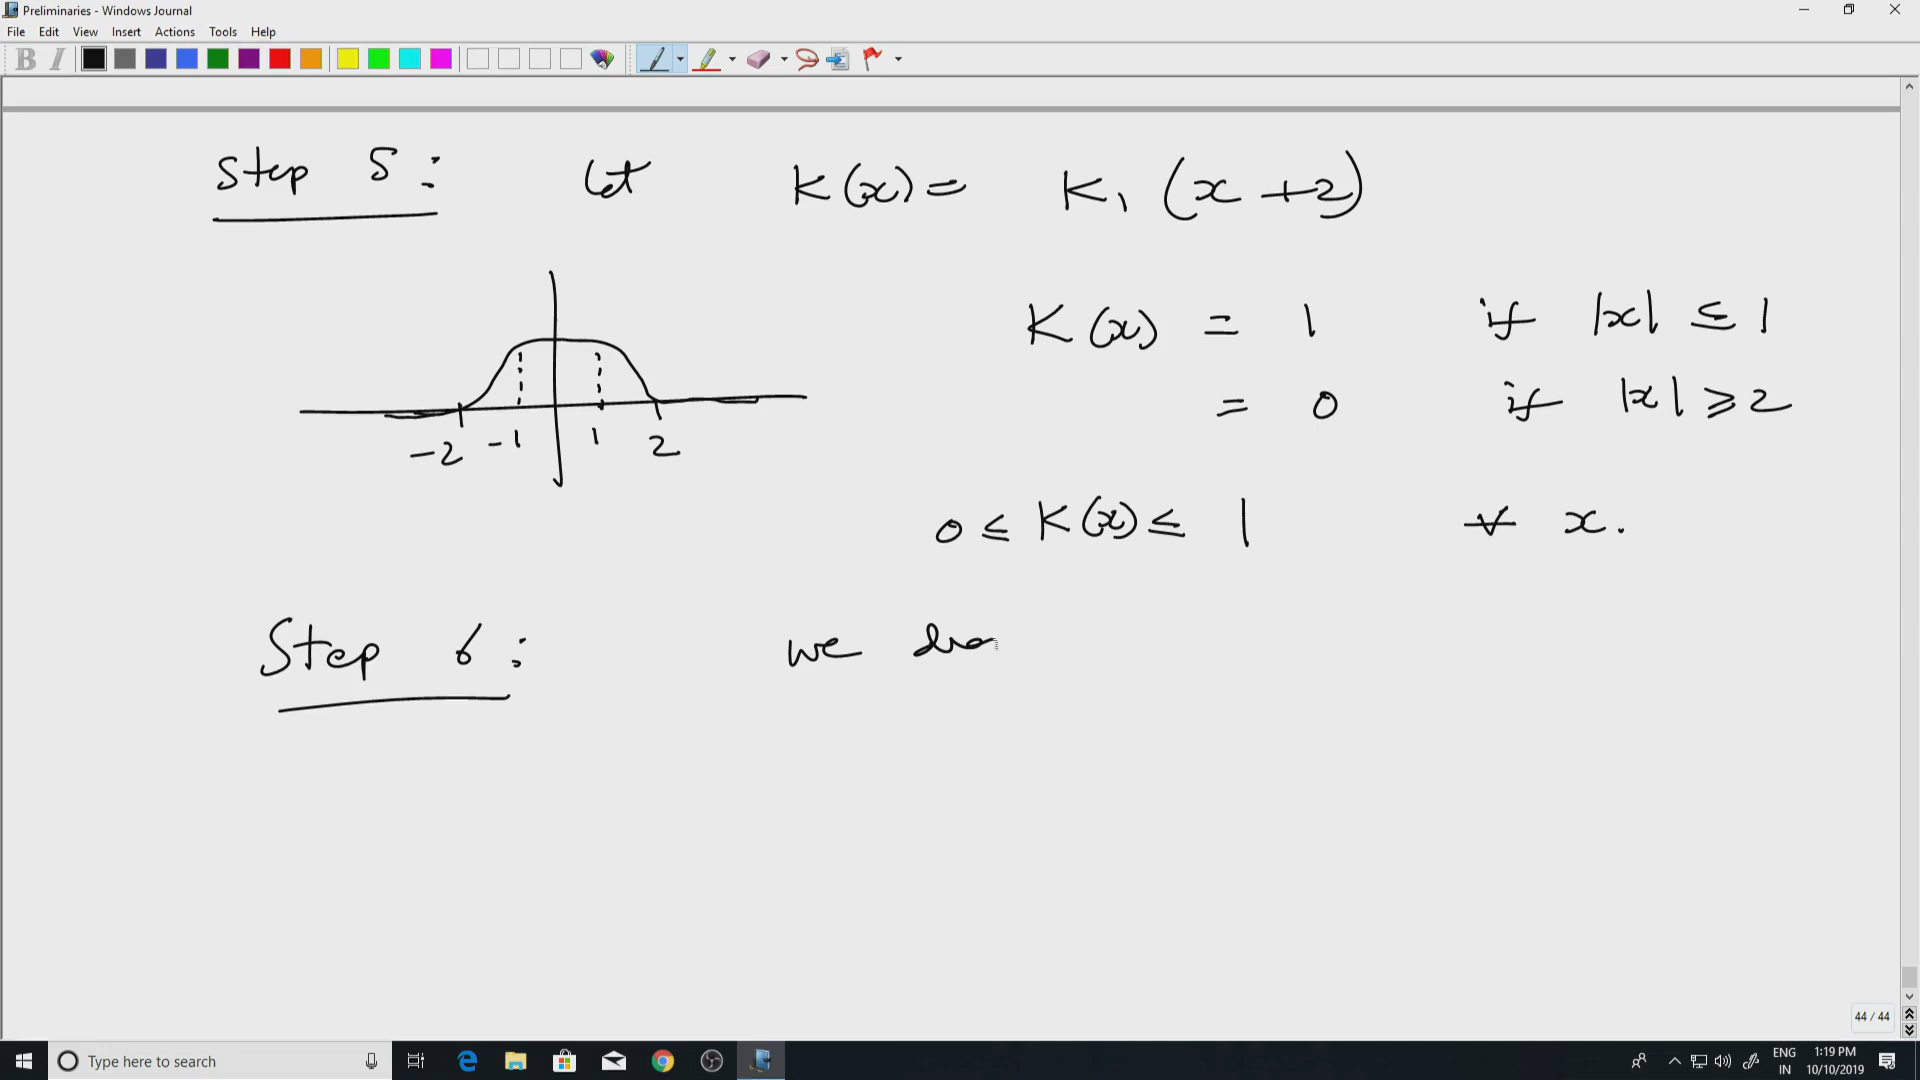 Preliminaries - Windows Journal
File Edit View Insert Actions Tools Help
B I
Step 5 : let K(x) = K₁ (x+2)
K(x) = 1 if |x| ≤ 1
= 0 if |x| ⩾ 2
-2 -1 1 2
0 ≤ K(x) ≤ 1 ∀ x.
Step 6 : we
44 / 44
Type here to search
ENG
IN
1:19 PM
10/10/2019